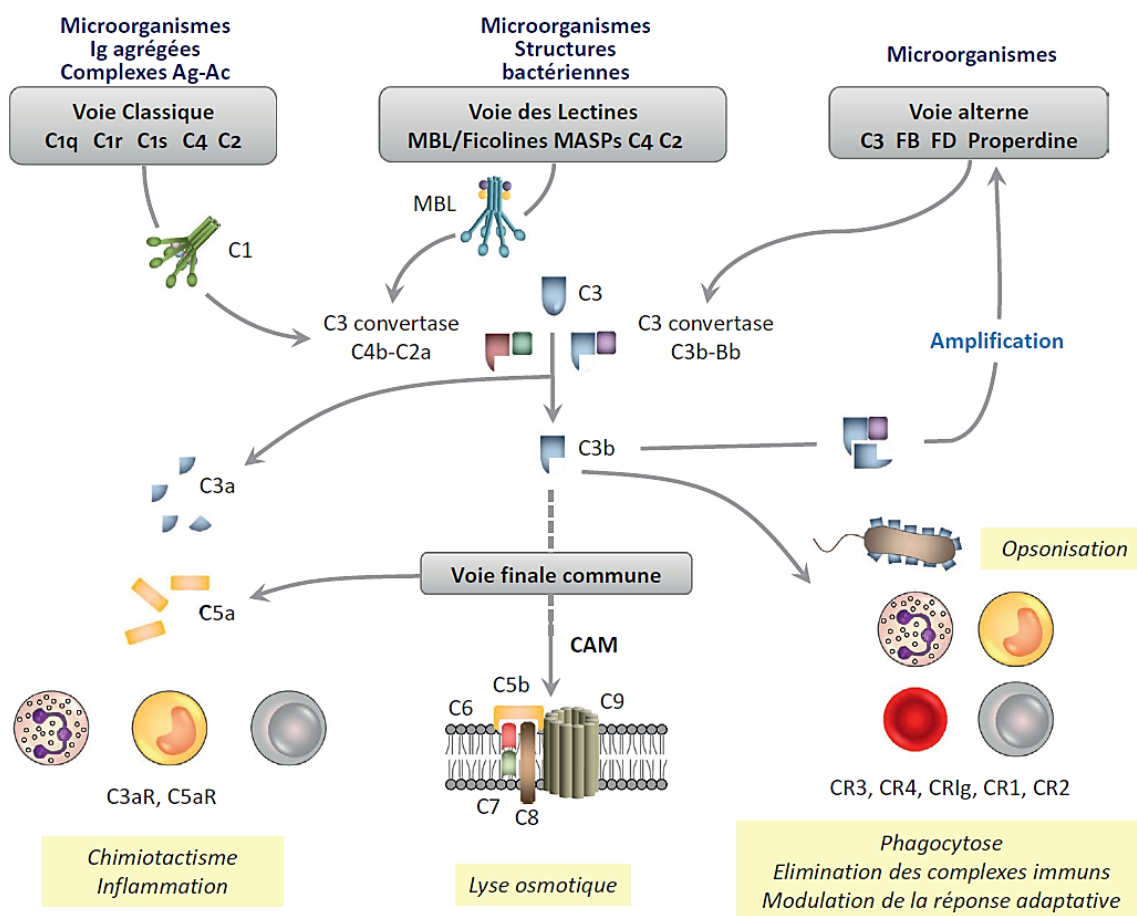 Microorganismes
Ig agrégées
Complexes Ag-Ac
Voie Classique
C1q C1r C1s C4 C2
Microorganismes
Structures
bactériennes
Voie des Lectines
MBL/Ficolines MASPs C4 C2
Microorganismes
Voie alterne
C3 FB FD Properdine
MBL
C1
C3
C3 convertase
C4b-C2a
C3 convertase
C3b-Bb
Amplification
C3b
C3a
Opsonisation
Voie finale commune
C5a
CAM
C5b
C6
C9
C7
C8
C3aR, C5aR
CR3, CR4, CRIg, CR1, CR2
Chimiotactisme
Inflammation
Lyse osmotique
Phagocytose
Elimination des complexes immuns
Modulation de la réponse adaptative